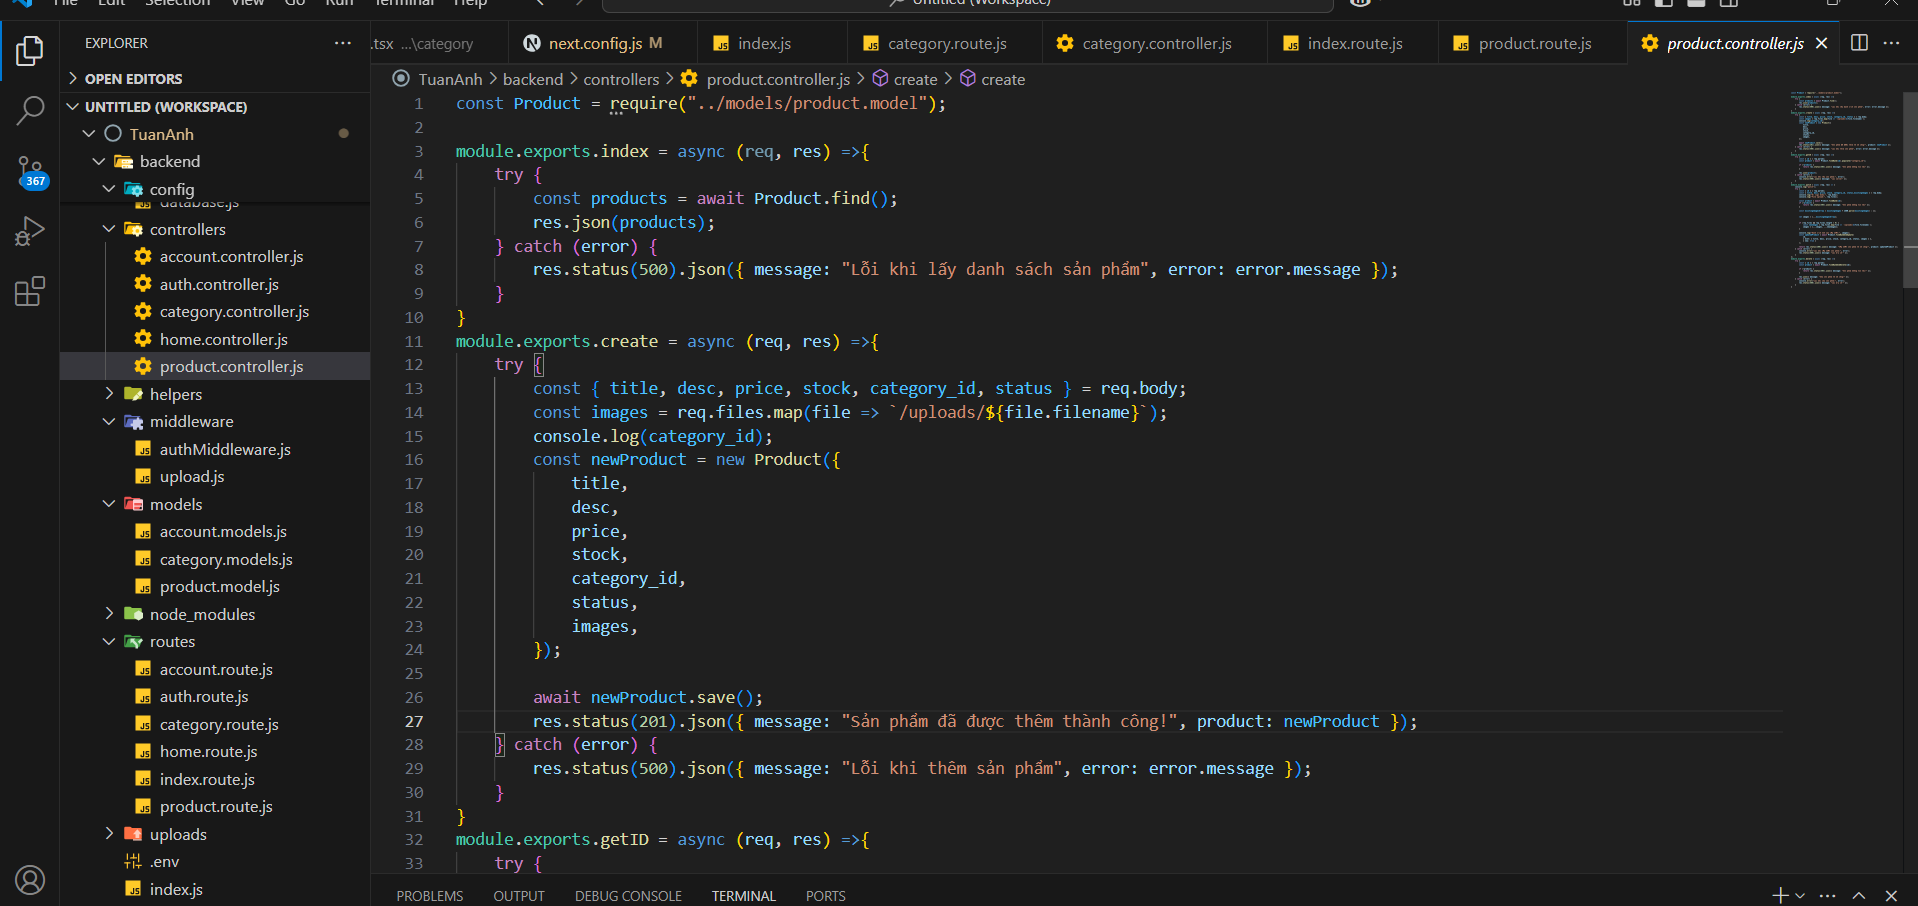 File Edit Selection View Go Run Terminal Help
Untitled (Workspace)
EXPLORER
.tsx ...\category
next.config.js M
index.js
category.route.js
category.controller.js
index.route.js
product.route.js
product.controller.js
OPEN EDITORS
UNTITLED (WORKSPACE)
TuanAnh
backend
config
database.js
controllers
account.controller.js
auth.controller.js
category.controller.js
home.controller.js
product.controller.js
helpers
middleware
authMiddleware.js
upload.js
models
account.models.js
category.models.js
product.model.js
node_modules
routes
account.route.js
auth.route.js
category.route.js
home.route.js
index.route.js
product.route.js
uploads
.env
index.js
367
TuanAnh > backend > controllers > product.controller.js > create > create
1 const Product = require("../models/product.model");
2
3 module.exports.index = async (req, res) =>{
4 try {
5 const products = await Product.find();
6 res.json(products);
7 } catch (error) {
8 res.status(500).json({ message: "Lỗi khi lấy danh sách sản phẩm", error: error.message });
9 }
10 }
11 module.exports.create = async (req, res) =>{
12 try {
13 const { title, desc, price, stock, category_id, status } = req.body;
14 const images = req.files.map(file => `/uploads/${file.filename}`);
15 console.log(category_id);
16 const newProduct = new Product({
17 title,
18 desc,
19 price,
20 stock,
21 category_id,
22 status,
23 images,
24 });
25
26 await newProduct.save();
27 res.status(201).json({ message: "Sản phẩm đã được thêm thành công!", product: newProduct });
28 } catch (error) {
29 res.status(500).json({ message: "Lỗi khi thêm sản phẩm", error: error.message });
30 }
31 }
32 module.exports.getID = async (req, res) =>{
33 try {
PROBLEMS OUTPUT DEBUG CONSOLE TERMINAL PORTS